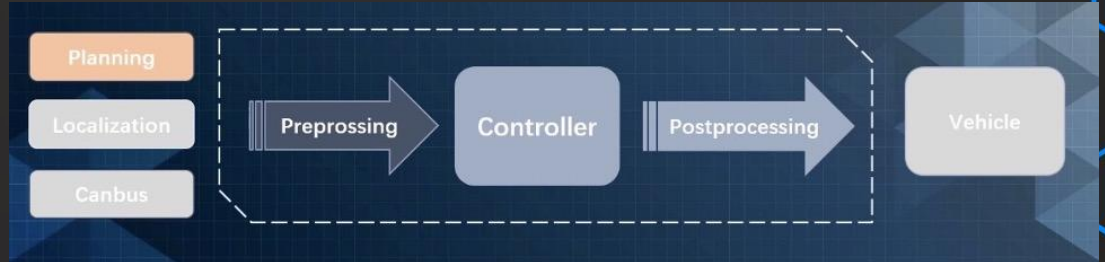 Planning
Localization
Canbus
Preprossing
Controller
Postprocessing
Vehicle